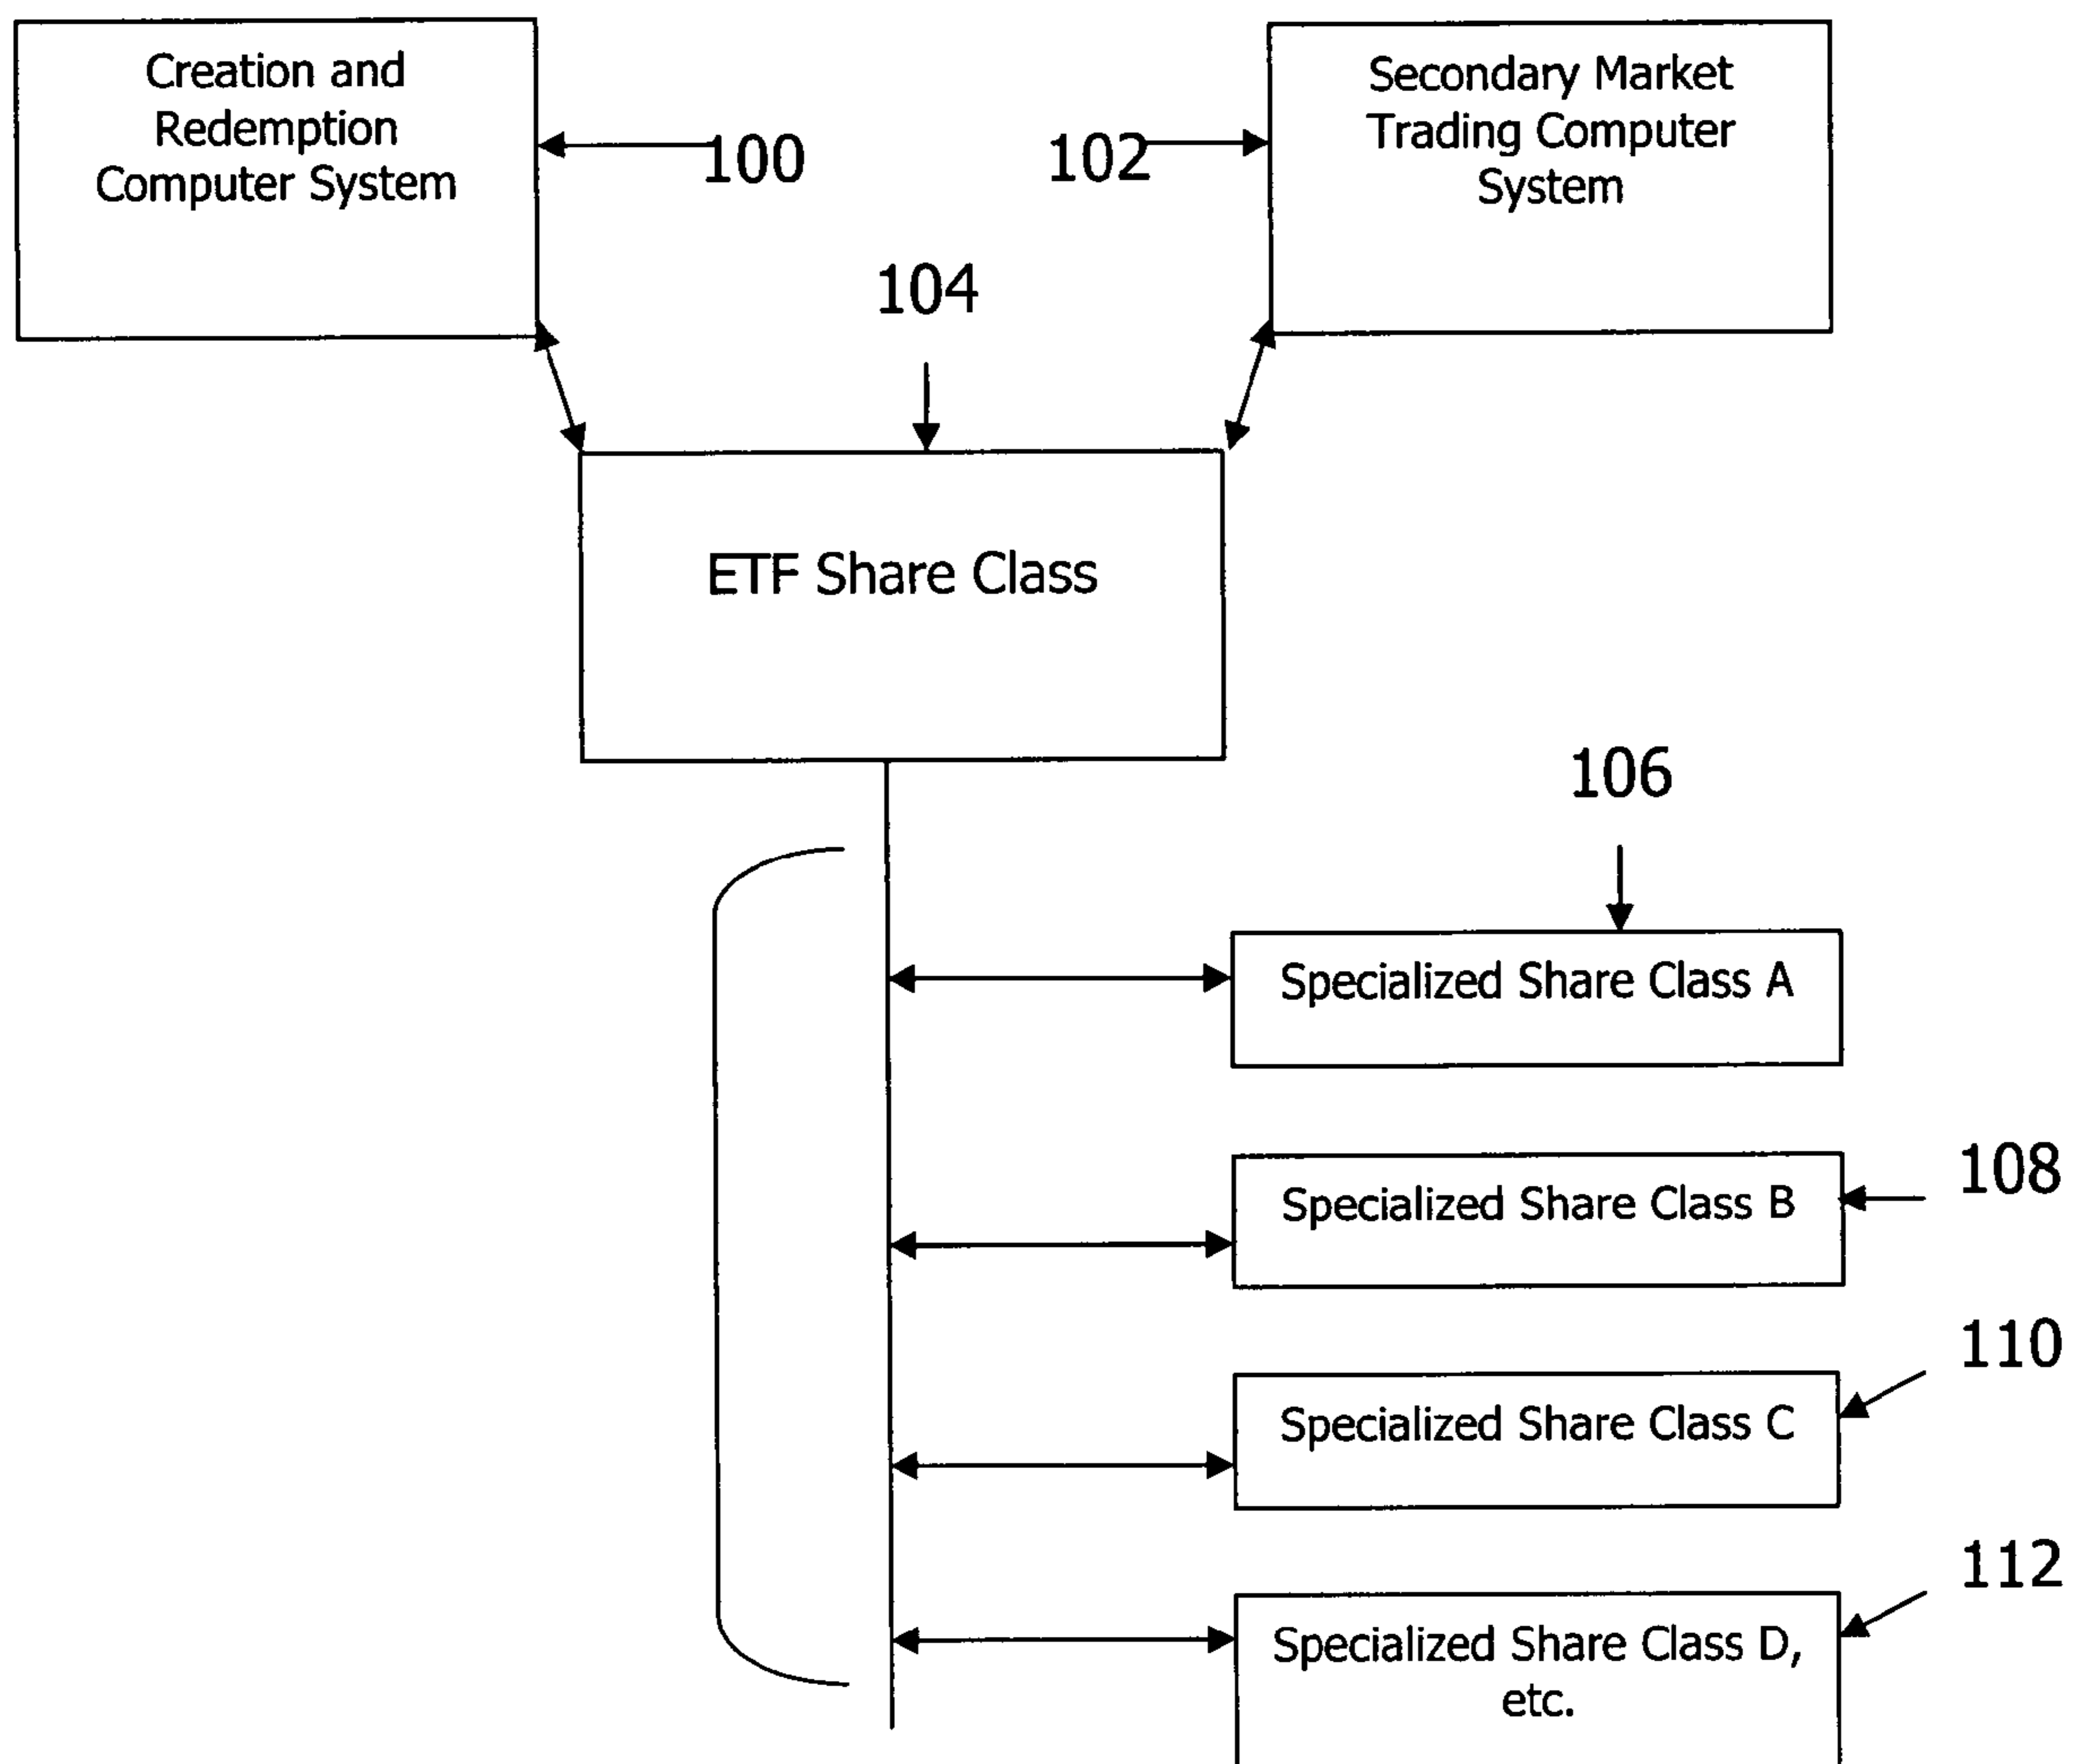 Creation and
Redemption
Computer System
100
102
Secondary Market
Trading Computer
System
104
ETF Share Class
106
Specialized Share Class A
Specialized Share Class B
108
Specialized Share Class C
110
Specialized Share Class D,
etc.
112